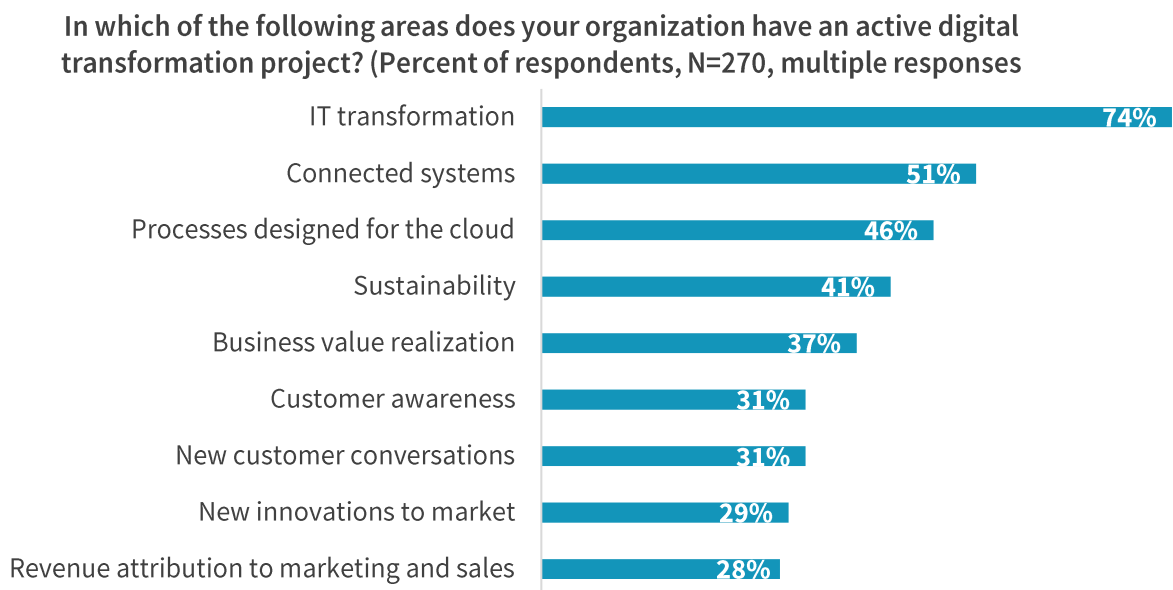 In which of the following areas does your organization have an active digital
transformation project? (Percent of respondents, N=270, multiple responses
IT transformation 74%
Connected systems 51%
Processes designed for the cloud 46%
Sustainability 41%
Business value realization 37%
Customer awareness 31%
New customer conversations 31%
New innovations to market 29%
Revenue attribution to marketing and sales 28%